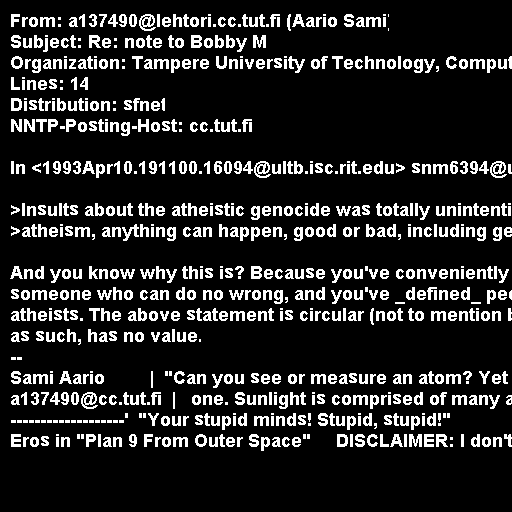 From: a137490@lehtori.cc.tut.fi (Aario Sami)
Subject: Re: note to Bobby M
Organization: Tampere University of Technology,
Lines: 14
Distribution: sfnet
NNTP-Posting-Host: cc.tut.fi

In <1993Apr10.191100.16094@ultb.isc.rit.edu>

>Insults about the atheistic genocide was totally
>atheism, anything can happen, good or bad, including

And you know why this is? Because you've conveniently
someone who can do no wrong, and you've _defined_
atheists. The above statement is circular (not to mention
as such, has no value.
--
Sami Aario | "Can you see or measure an atom? Yet
a137490@cc.tut.fi | one. Sunlight is comprised of many
-------------------' "Your stupid minds! Stupid, stupid!"
Eros in "Plan 9 From Outer Space" DISCLAIMER: I don't